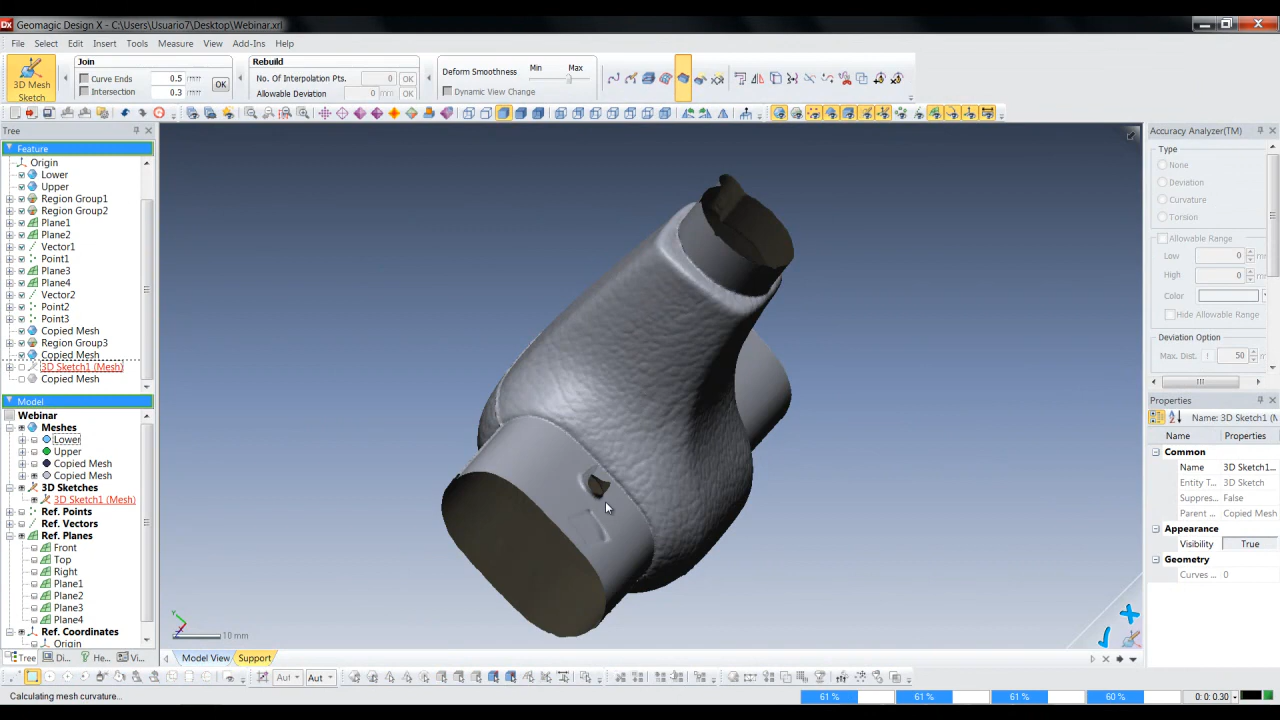 Dx Geomagic Design X - C:\Users\Usuario7\Desktop\Webinar.xrl
File Select Edit Insert Tools Measure View Add-Ins Help
3D Mesh Sketch
Join
Curve Ends 0.5 mm
Intersection 0.3 mm
OK
Rebuild
No. Of Interpolation Pts. 0 OK
Allowable Deviation 0 mm OK
Deform Smoothness Min Max
Dynamic View Change
Tree
Feature
Origin
Lower
Upper
Region Group1
Region Group2
Plane1
Plane2
Vector1
Point1
Plane3
Plane4
Vector2
Point2
Point3
Copied Mesh
Region Group3
Copied Mesh
3D Sketch1 (Mesh)
Copied Mesh
Model
Webinar
Meshes
Lower
Upper
Copied Mesh
Copied Mesh
3D Sketches
3D Sketch1 (Mesh)
Ref. Points
Ref. Vectors
Ref. Planes
Front
Top
Right
Plane1
Plane2
Plane3
Plane4
Ref. Coordinates
Origin
Tree Di... He... Vi...
10 mm
Model View Support
Accuracy Analyzer(TM)
Type
None
Deviation
Curvature
Torsion
Allowable Range
Low 0
High 0
Color
Hide Allowable Range
Deviation Option
Max. Dist. ! 50
Properties
Name: 3D Sketch1 (N
Name Properties
Common
Name 3D Sketch1...
Entity T... 3D Sketch
Suppres... False
Parent ... Copied Mesh
Appearance
Visibility True
Geometry
Curves ... 0
Aut Aut
Calculating mesh curvature...
61 % 61 % 61 % 60 % 0: 0: 0.30